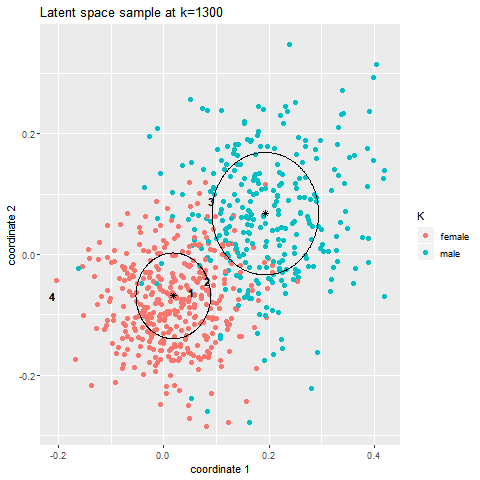 Latent space sample at k=1300
coordinate 2
0.2
0.0
-0.2
3
2
1
4
-0.2
0.0
0.2
0.4
coordinate 1
K
female
male